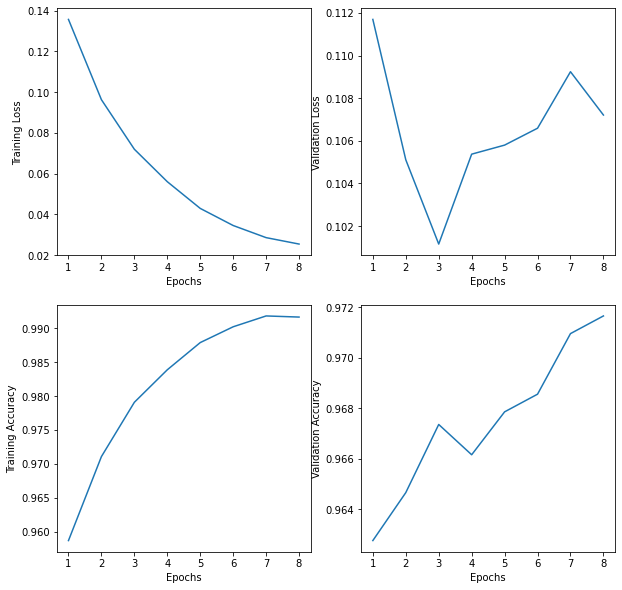 0.14
0.12
0.10
0.08
0.06
0.04
0.02
Training Loss
1 2 3 4 5 6 7 8
Epochs
0.112
0.110
0.108
0.106
0.104
0.102
Validation Loss
1 2 3 4 5 6 7 8
Epochs
0.990
0.985
0.980
0.975
0.970
0.965
0.960
Training Accuracy
1 2 3 4 5 6 7 8
Epochs
0.972
0.970
0.968
0.966
0.964
Validation Accuracy
1 2 3 4 5 6 7 8
Epochs